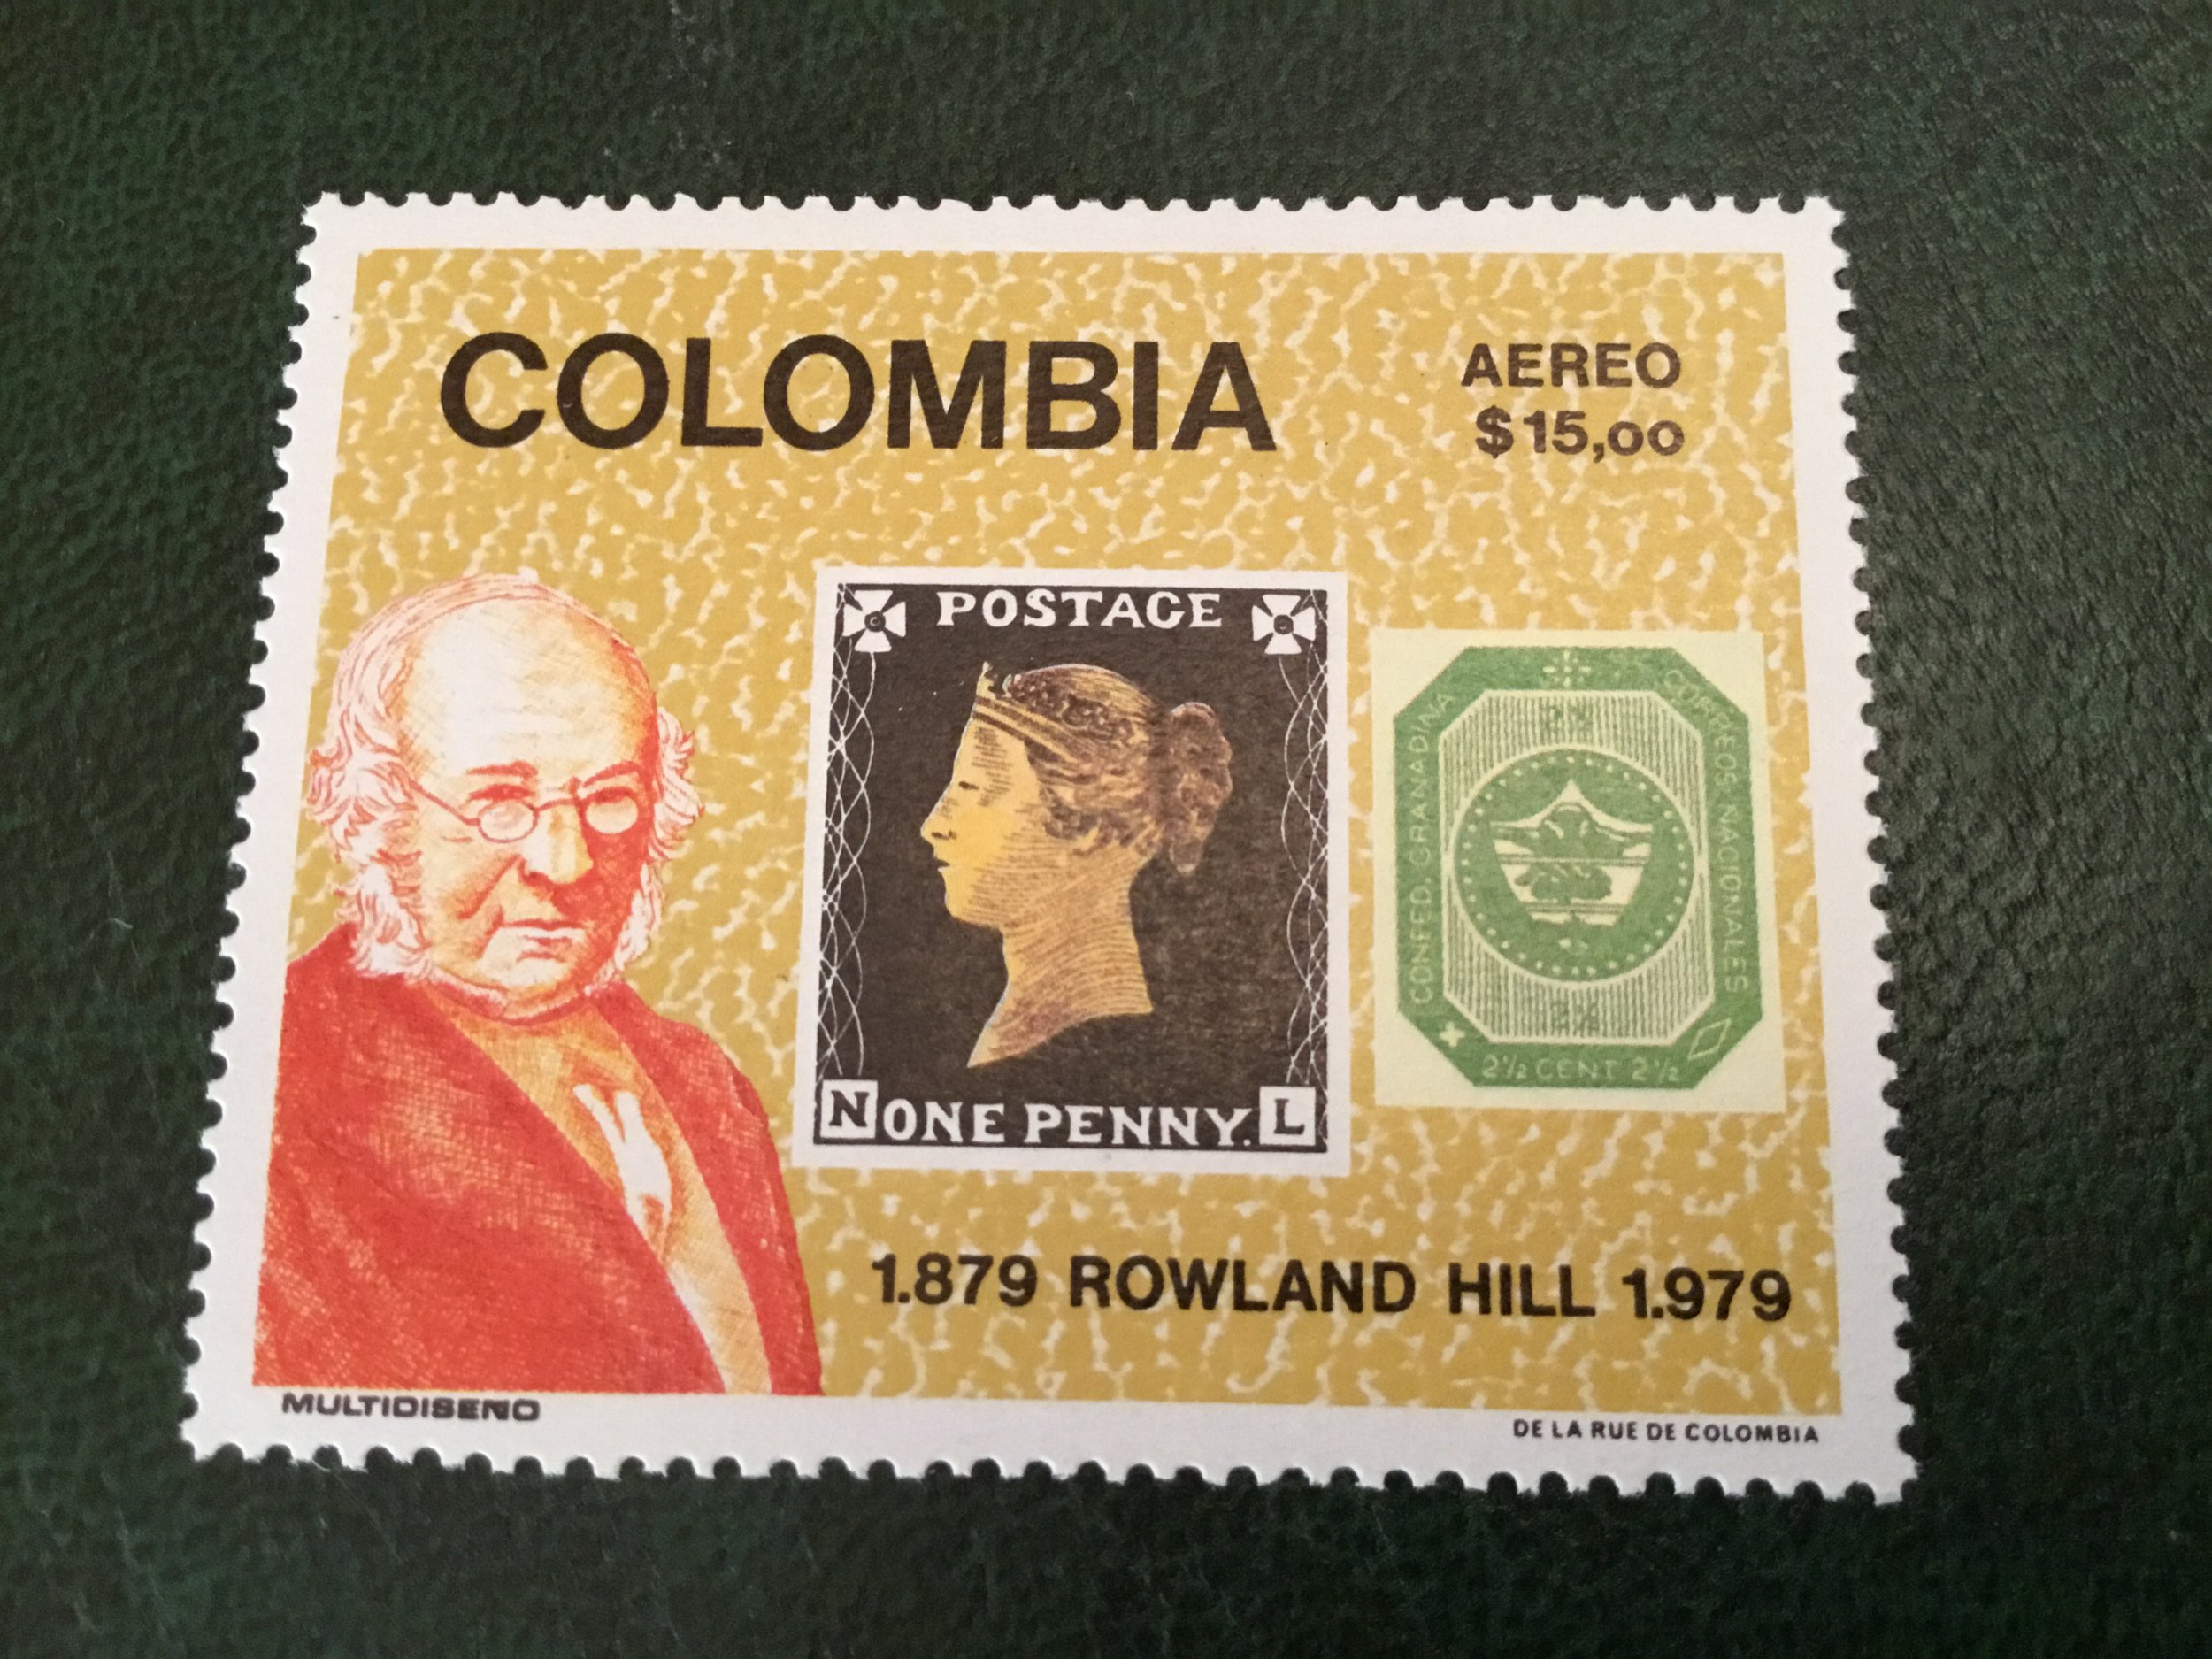 COLOMBIA
AEREO
$15,00
POSTAGE
N ONE PENNY. L
CONFED. GRANADINA
CORREOS NACIONALES
2½ CENT 2½
1.879 ROWLAND HILL 1.979
MULTIDISENO
DE LA RUE DE COLOMBIA